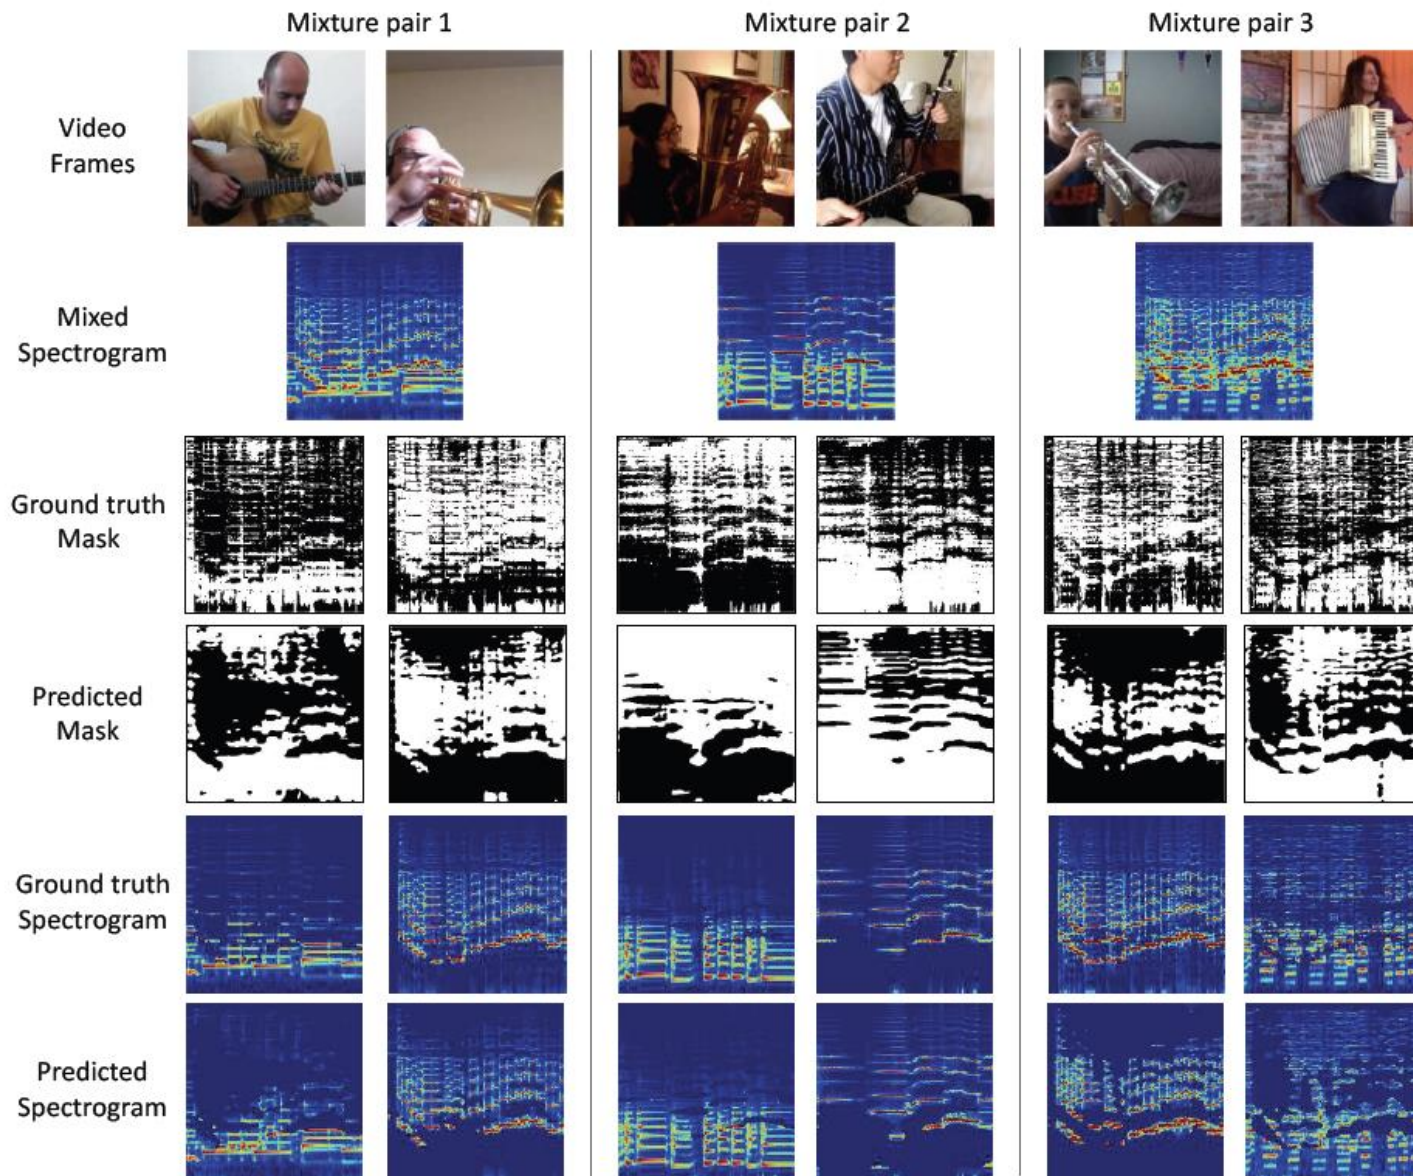 Mixture pair 1
Mixture pair 2
Mixture pair 3
Video
Frames
Mixed
Spectrogram
Ground truth
Mask
Predicted
Mask
Ground truth
Spectrogram
Predicted
Spectrogram